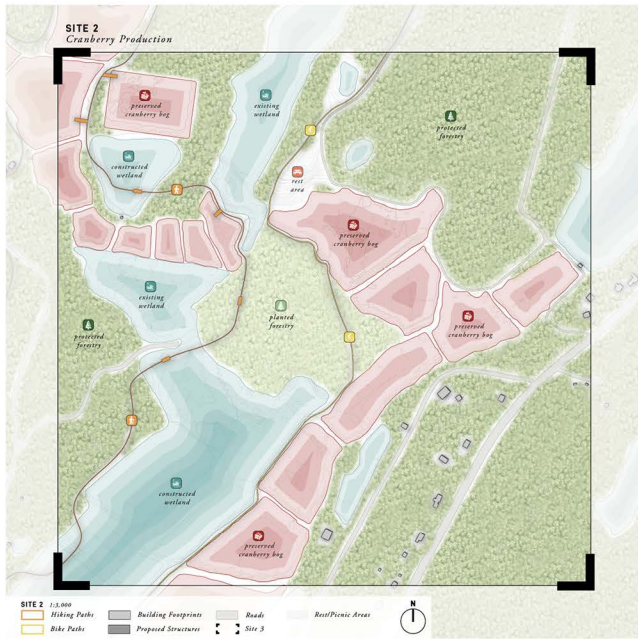 SITE 2
Cranberry Production
preserved
cranberry bog
existing
wetland
protected
forestry
constructed
wetland
rest
area
preserved
cranberry bog
existing
wetland
planted
forestry
protected
forestry
preserved
cranberry bog
constructed
wetland
preserved
cranberry bog
SITE 2 1:3,000
Hiking Paths
Building Footprints
Roads
Rest/Picnic Areas
N
Bike Paths
Proposed Structures
Site 3